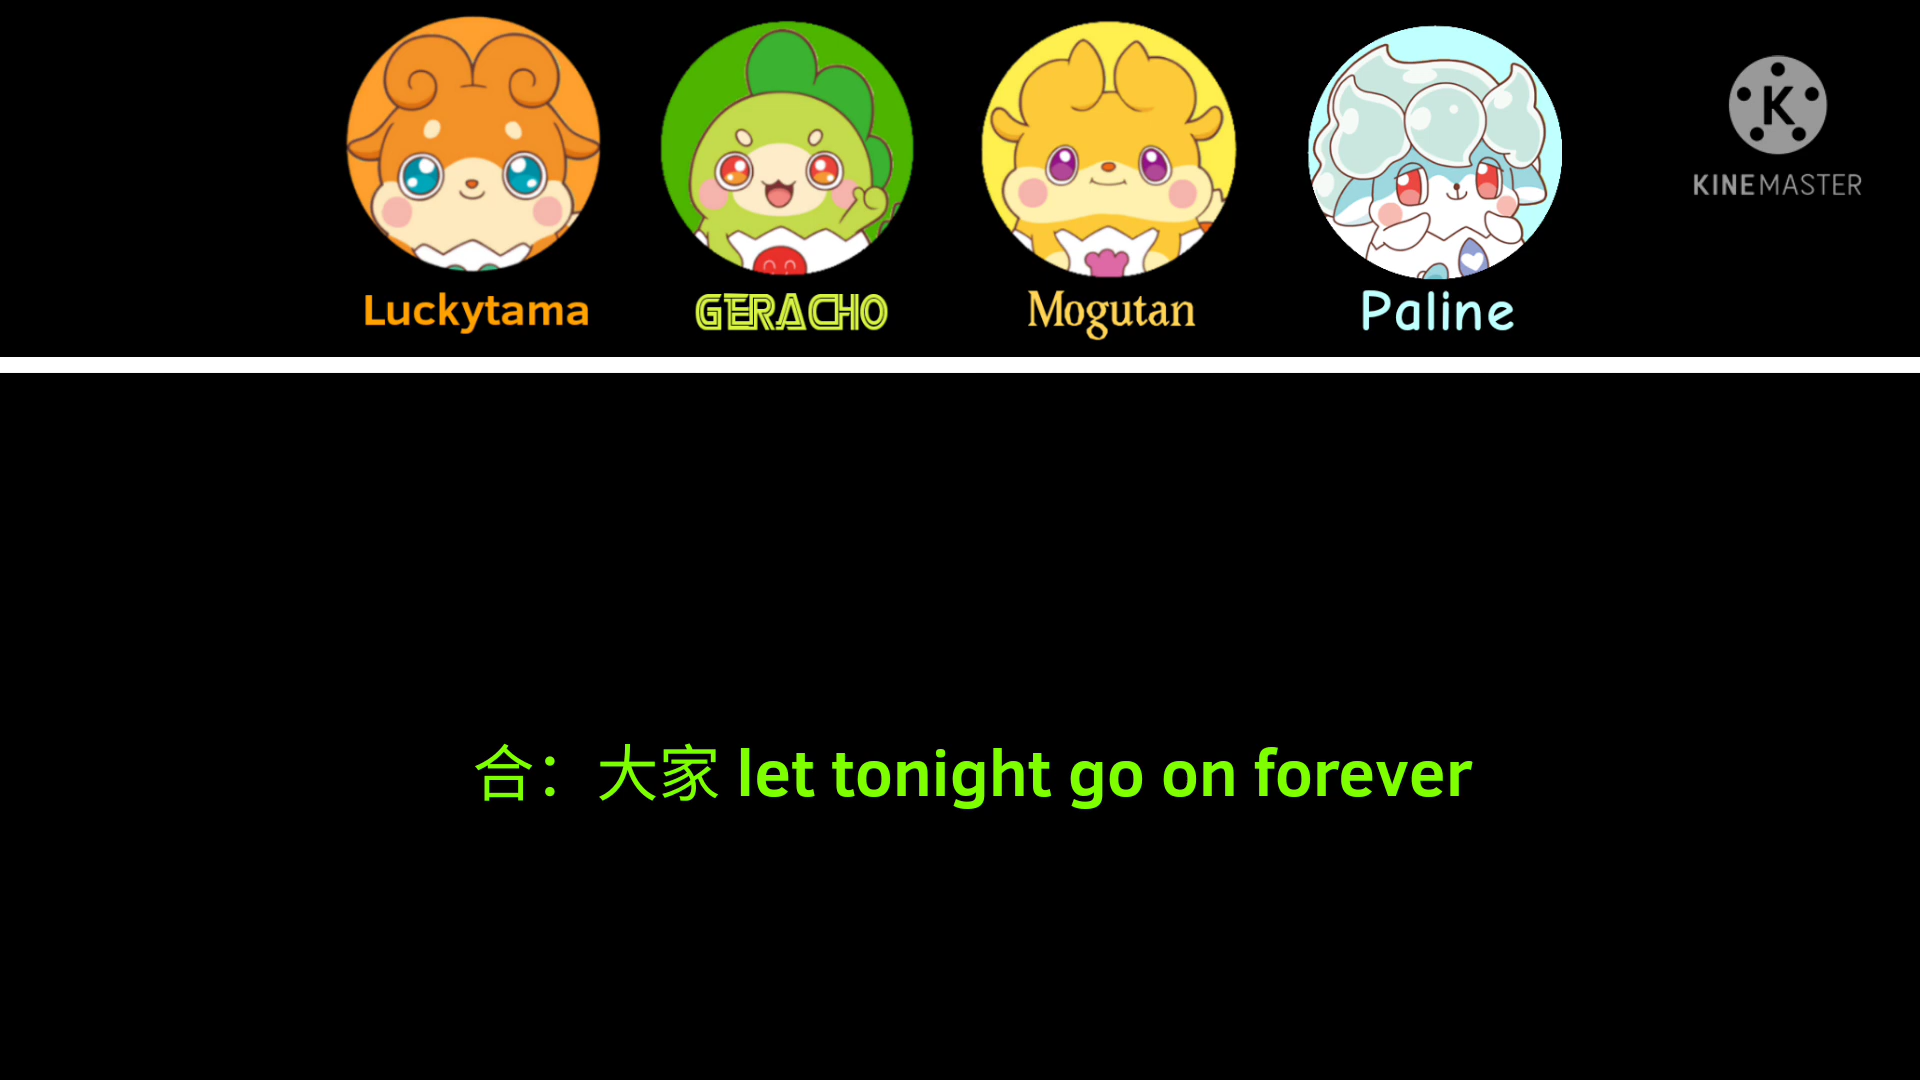 K
KINEMASTER
Luckytama
GERACHO
Mogutan
Paline
合：大家 let tonight go on forever